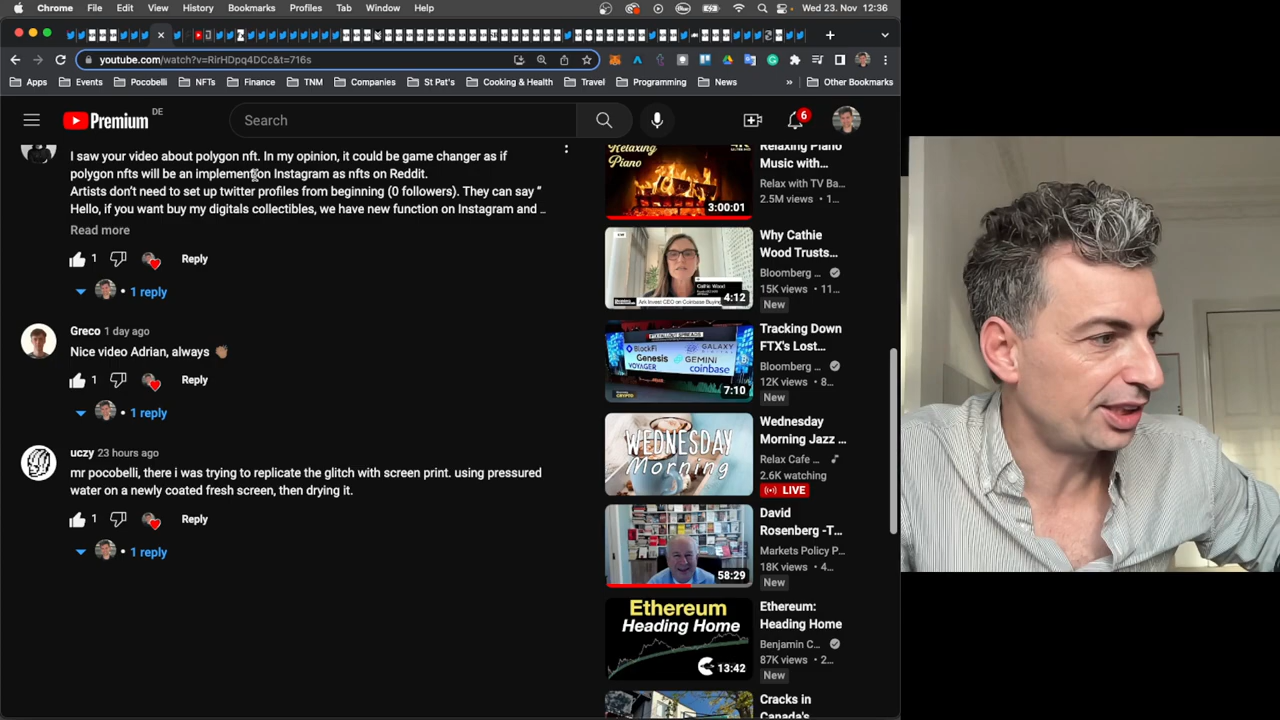 Chrome File Edit View History Bookmarks Profiles Tab Window Help
Wed 23. Nov 12:36
youtube.com/watch?v=RirHDpq4DCc&t=716s
Apps Events Pocobelli NFTs Finance TNM Companies St Pat's Cooking & Health Travel Programming News » Other Bookmarks
Premium DE
Search
6
I saw your video about polygon nft. In my opinion, it could be game changer as if
polygon nfts will be an implemention Instagram as nfts on Reddit.
Artists don't need to set up twitter profiles from beginning (0 followers). They can say “
Hello, if you want buy my digitals collectibles, we have new function on Instagram and ...
Read more
1 Reply
1 reply
Greco 1 day ago
Nice video Adrian, always 👏🏽
1 Reply
1 reply
uczy 23 hours ago
mr pocobelli, there i was trying to replicate the glitch with screen print. using pressured
water on a newly coated fresh screen, then drying it.
1 Reply
1 reply
RELAXING
Piano
3:00:01
Relaxing Piano
Music with...
Relax with TV Ba...
2.5M views • 1...
Cathie Wood
4:12
Why Cathie
Wood Trusts...
Bloomberg ...
15K views • 11...
New
BlockFi
Genesis
VOYAGER
GALAXY
DIGITAL
GEMINI
coinbase
7:10
Tracking Down
FTX's Lost...
Bloomberg ...
12K views • 8...
New
WEDNESDAY
Morning
Wednesday
Morning Jazz ...
Relax Cafe ...
2.6K watching
LIVE
58:29
David
Rosenberg -T...
Markets Policy P...
18K views • 4...
New
Ethereum
Heading Home
13:42
Ethereum:
Heading Home
Benjamin C...
87K views • 2...
New
Cracks in
Canada's